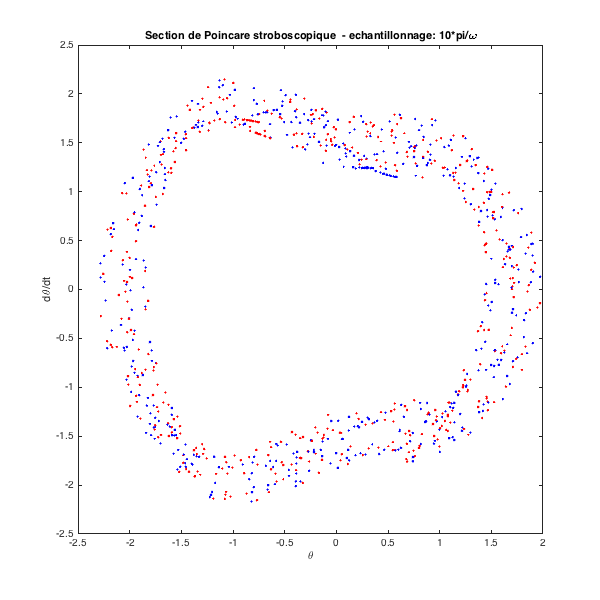 Section de Poincare stroboscopique - echantillonnage: 10*pi/ω
2.5
2
1.5
1
0.5
0
-0.5
-1
-1.5
-2
-2.5
dθ/dt
-2.5 -2 -1.5 -1 -0.5 0 0.5 1 1.5 2
θ